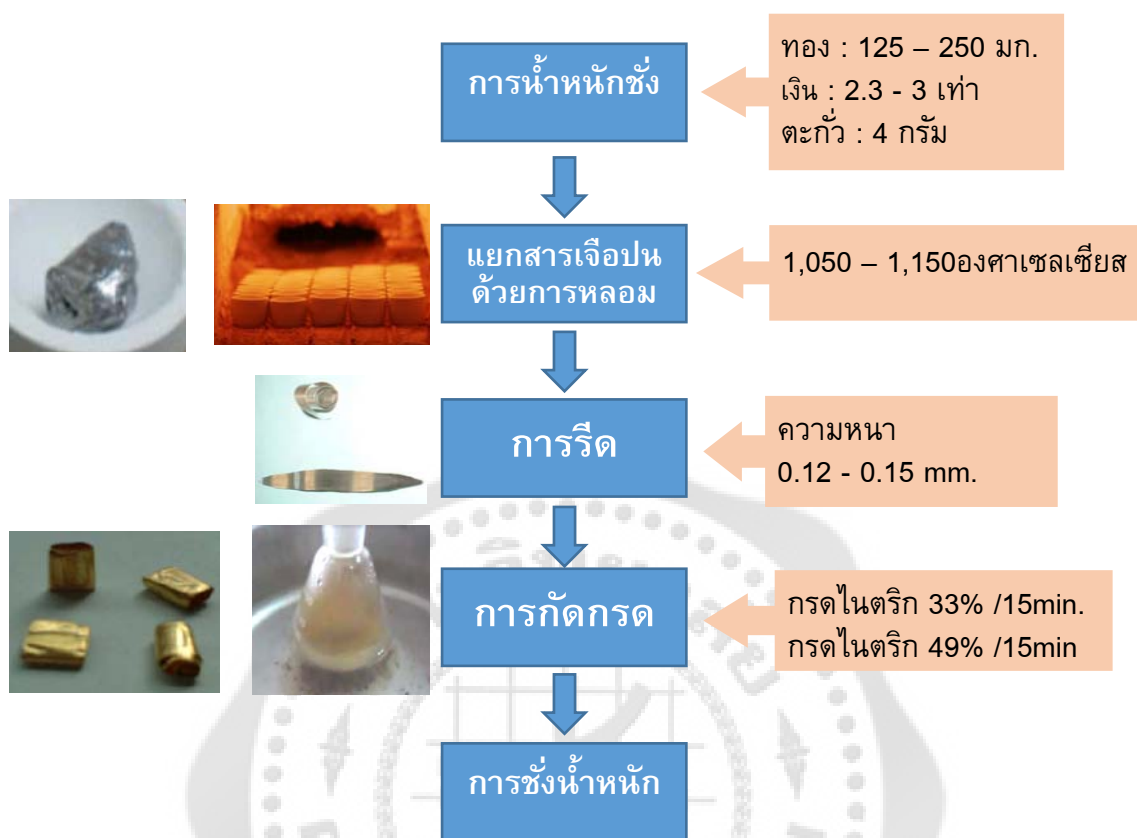 การน้ำหนักชั่ง
ทอง : 125 – 250 มก.
เงิน : 2.3 - 3 เท่า
ตะกั่ว : 4 กรัม
แยกสารเจือปน
ด้วยการหลอม
1,050 – 1,150องศาเซลเซียส
การรีด
ความหนา
0.12 - 0.15 mm.
การกัดกรด
กรดไนตริก 33% /15min.
กรดไนตริก 49% /15min
การชั่งน้ำหนัก